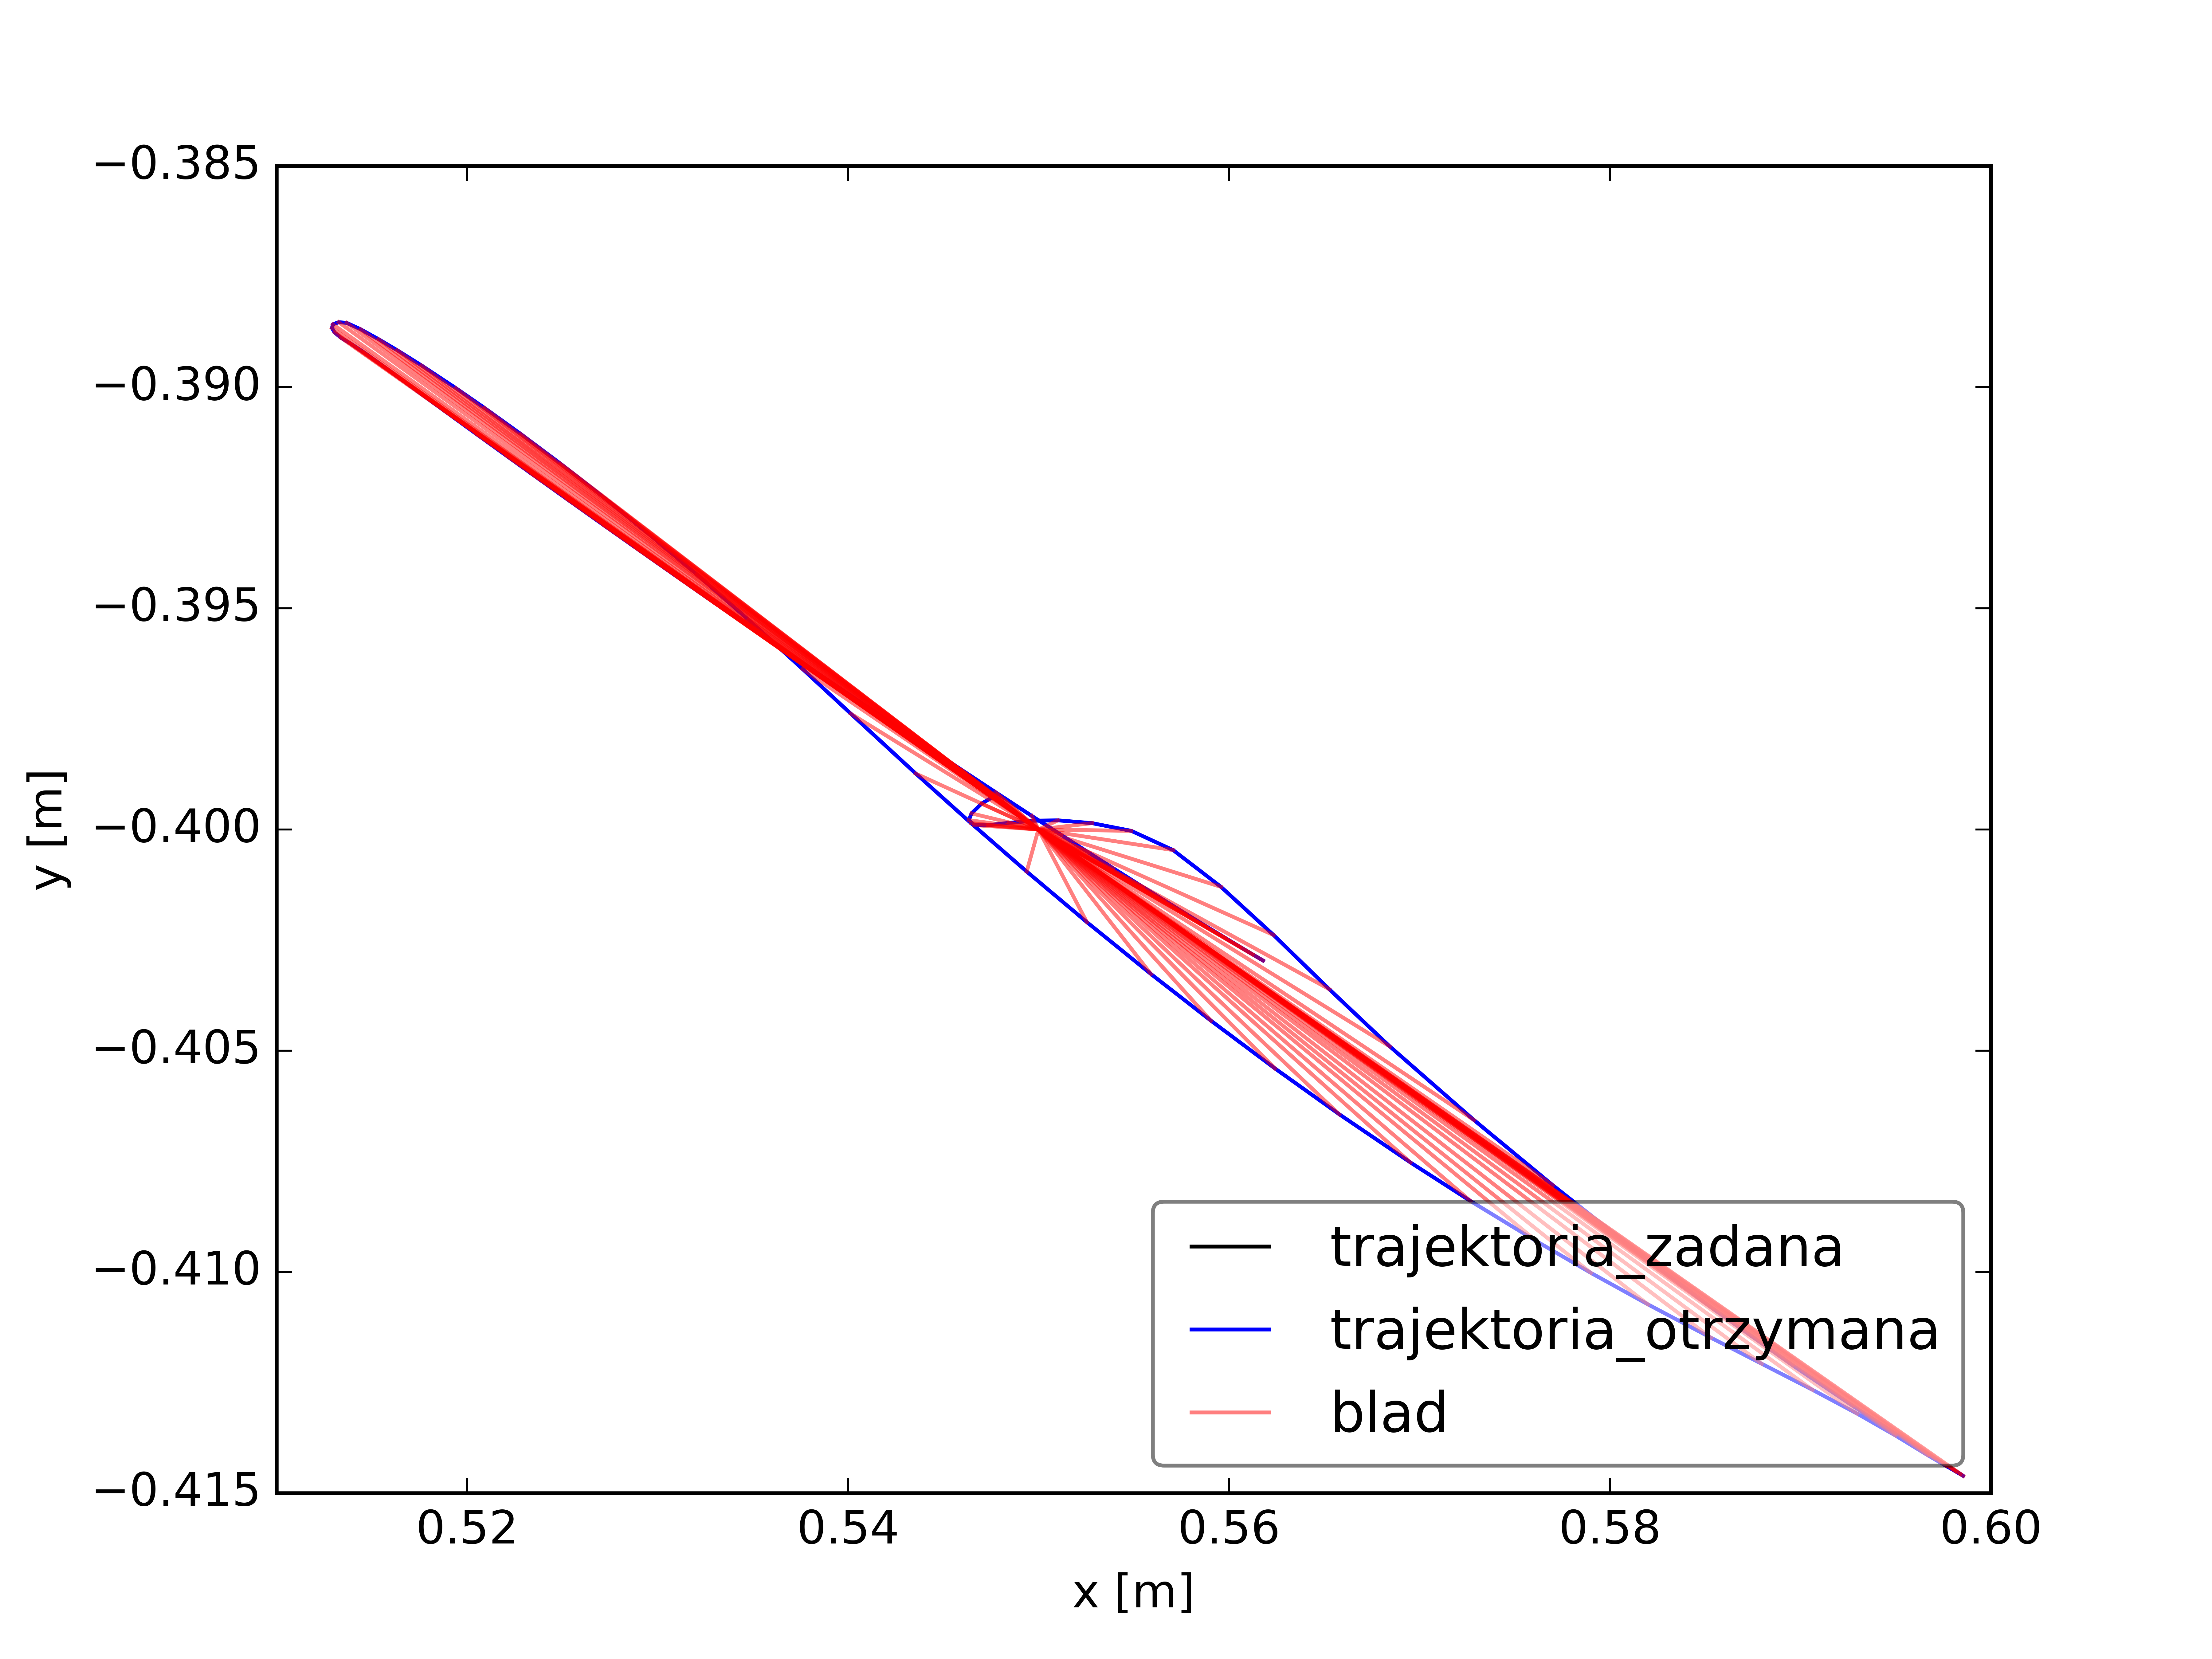 −0.385
−0.390
−0.395
−0.400
−0.405
−0.410
−0.415
y [m]
trajektoria_zadana
trajektoria_otrzymana
blad
0.52 0.54 0.56 0.58 0.60
x [m]